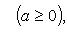 (a ≥ 0),